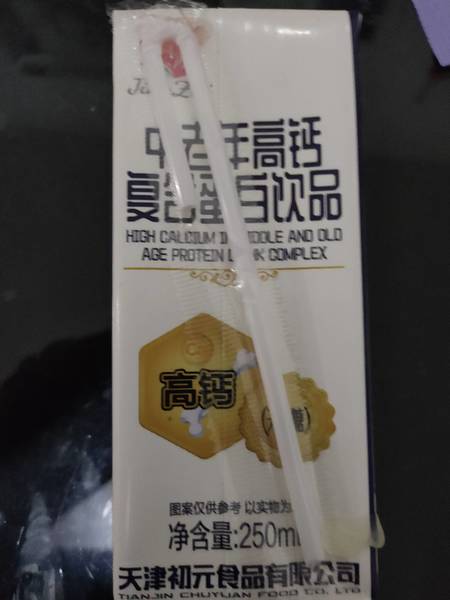 中老年高钙
复合蛋白饮品
HIGH CALCIUM IN MIDDLE AND OLD
AGE PROTEIN DRINK COMPLEX
高钙
图案仅供参考 以实物为
净含量:250ml
天津初元食品有限公司
TIANJIN CHUYUAN FOOD CO. LTD